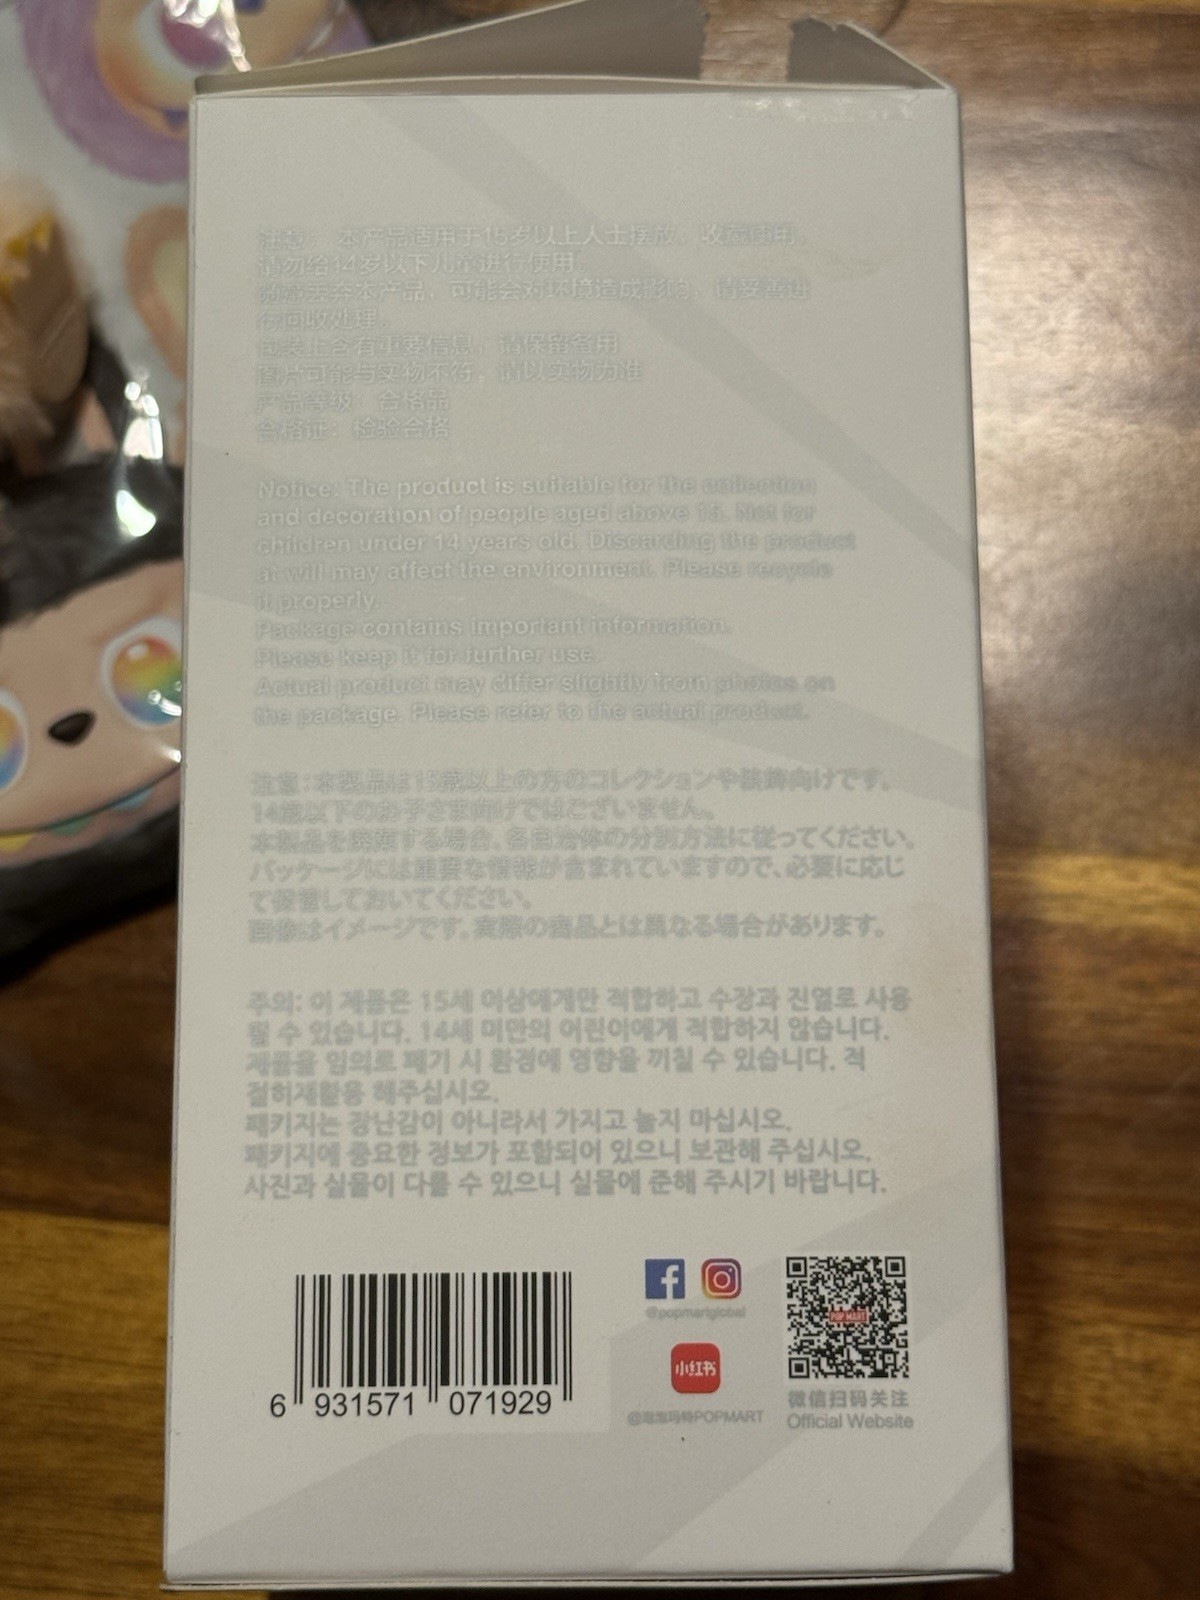 注意： 本产品适用于15岁以上人士摆放、收藏使用，
请勿给14岁以下儿童进行使用。
随意丢弃本产品，可能会对环境造成影响，请妥善进
行回收处理。
包装上含有重要信息，请保留备用
图片可能与实物不符，请以实物为准
产品等级：合格品
合格证：检验合格
Notice: The product is suitable for the collection
and decoration of people aged above 15. Not for
children under 14 years old. Discarding the product
at will may affect the environment. Please recycle
it properly.
Package contains important information.
Please keep it for further use.
Actual product may differ slightly from photos on
the package. Please refer to the actual product.
注意：本製品は15歳以上の方のコレクションや装飾向けです。
14歳以下のお子さま向けではございません。
本製品を廃棄する場合、各自治体の分別方法に従ってください。
パッケージには重要な情報が含まれていますので、必要に応じ
て保管しておいてください。
画像はイメージです。実際の商品とは異なる場合があります。
주의: 이 제품은 15세 이상에게만 적합하고 수장과 진열로 사용
될 수 있습니다. 14세 미만의 어린이에게 적합하지 않습니다.
제품을 임의로 폐기 시 환경에 영향을 끼칠 수 있습니다. 적
절히재활용 해주십시오.
패키지는 장난감이 아니라서 가지고 놀지 마십시오.
패키지에 중요한 정보가 포함되어 있으니 보관해 주십시오.
사진과 실물이 다를 수 있으니 실물에 준해 주시기 바랍니다.
@popmartglobal
POP MART
小红书
@泡泡玛特POPMART
微信扫码关注
Official Website
6 931571 071929